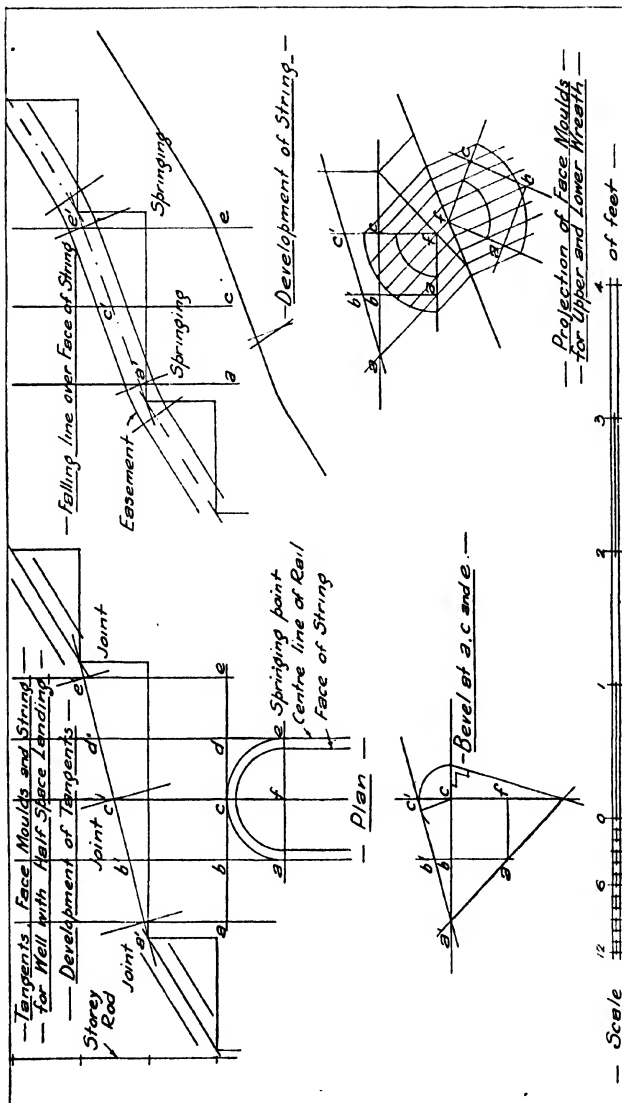 Tangents Face Moulds and String
for Well with Half Space Landing
Development of Tangents
Storey
Rod
Joint
Joint
Joint
a'
b'
c'
d'
e'
a
b
c
d
e
a
f
e Springing point
Centre line of Rail
Face of String
Plan
Falling line over Face of String
Easement
a'
c'
e'
Springing
Springing
a
c
e
Development of String
a'
b'
c'
b
c
a
f
Bevel at a, c and e.
b'
c'
a
b
c
a
f
f
a
b
c
Projection of Face Moulds
for Upper and Lower Wreath
Scale
12
6
0
1
2
3
4
of feet